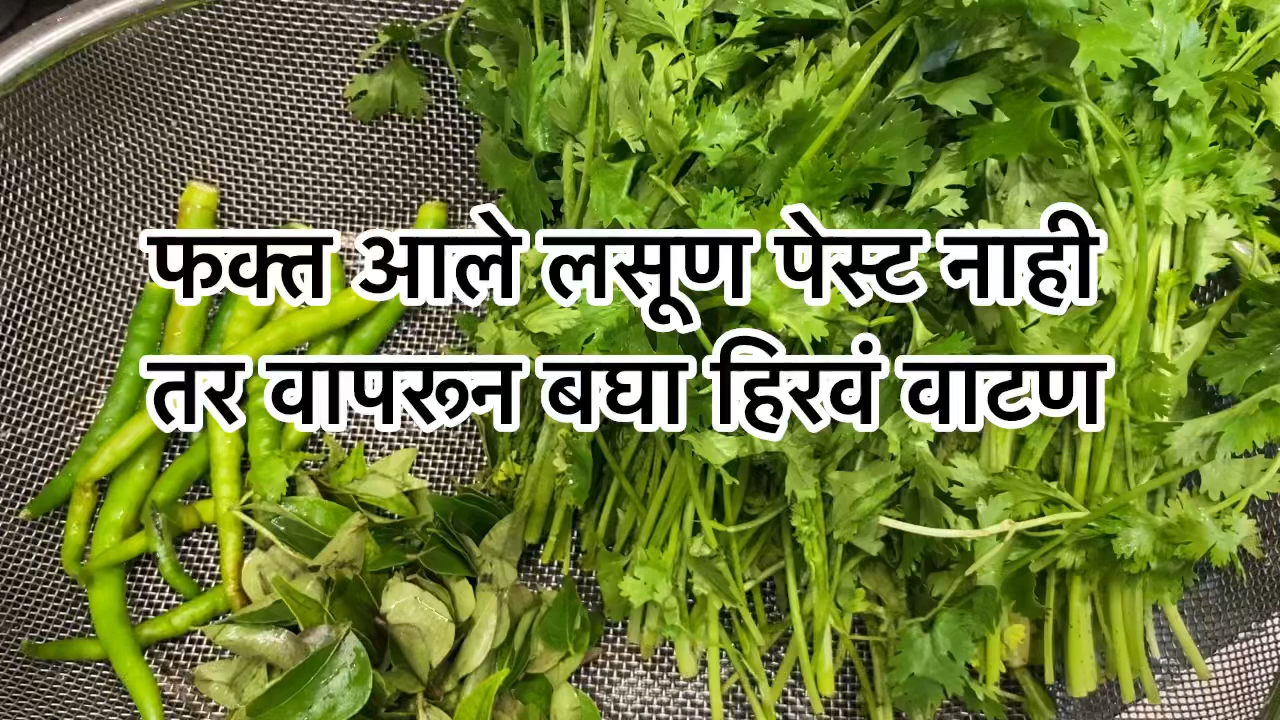 फक्त आले लसूण पेस्ट नाही
तर वापरून बघा हिरवं वाटण